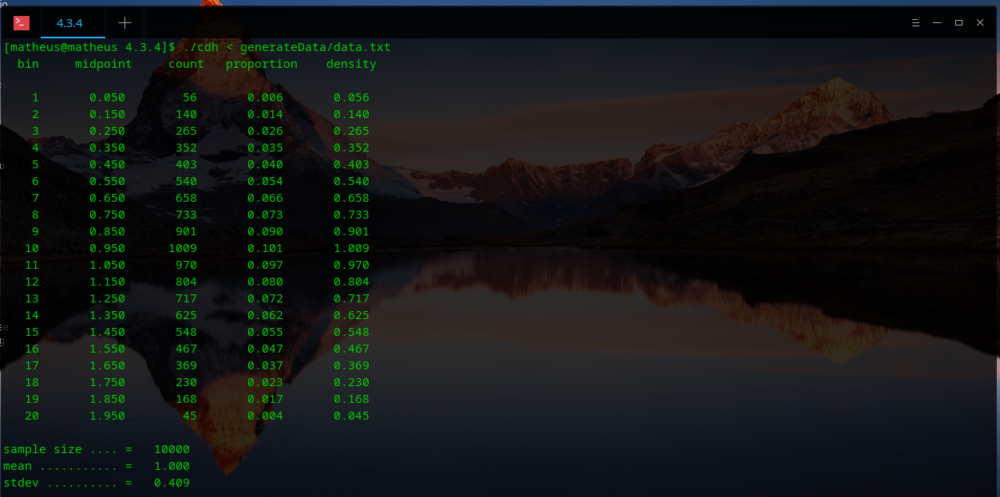 4.3.4
[matheus@matheus 4.3.4]$ ./cdh < generateData/data.txt
bin midpoint count proportion density
1 0.050 56 0.006 0.056
2 0.150 140 0.014 0.140
3 0.250 265 0.026 0.265
4 0.350 352 0.035 0.352
5 0.450 403 0.040 0.403
6 0.550 540 0.054 0.540
7 0.650 658 0.066 0.658
8 0.750 733 0.073 0.733
9 0.850 901 0.090 0.901
10 0.950 1009 0.101 1.009
11 1.050 970 0.097 0.970
12 1.150 804 0.080 0.804
13 1.250 717 0.072 0.717
14 1.350 625 0.062 0.625
15 1.450 548 0.055 0.548
16 1.550 467 0.047 0.467
17 1.650 369 0.037 0.369
18 1.750 230 0.023 0.230
19 1.850 168 0.017 0.168
20 1.950 45 0.004 0.045
sample size .... = 10000
mean ........... = 1.000
stdev .......... = 0.409